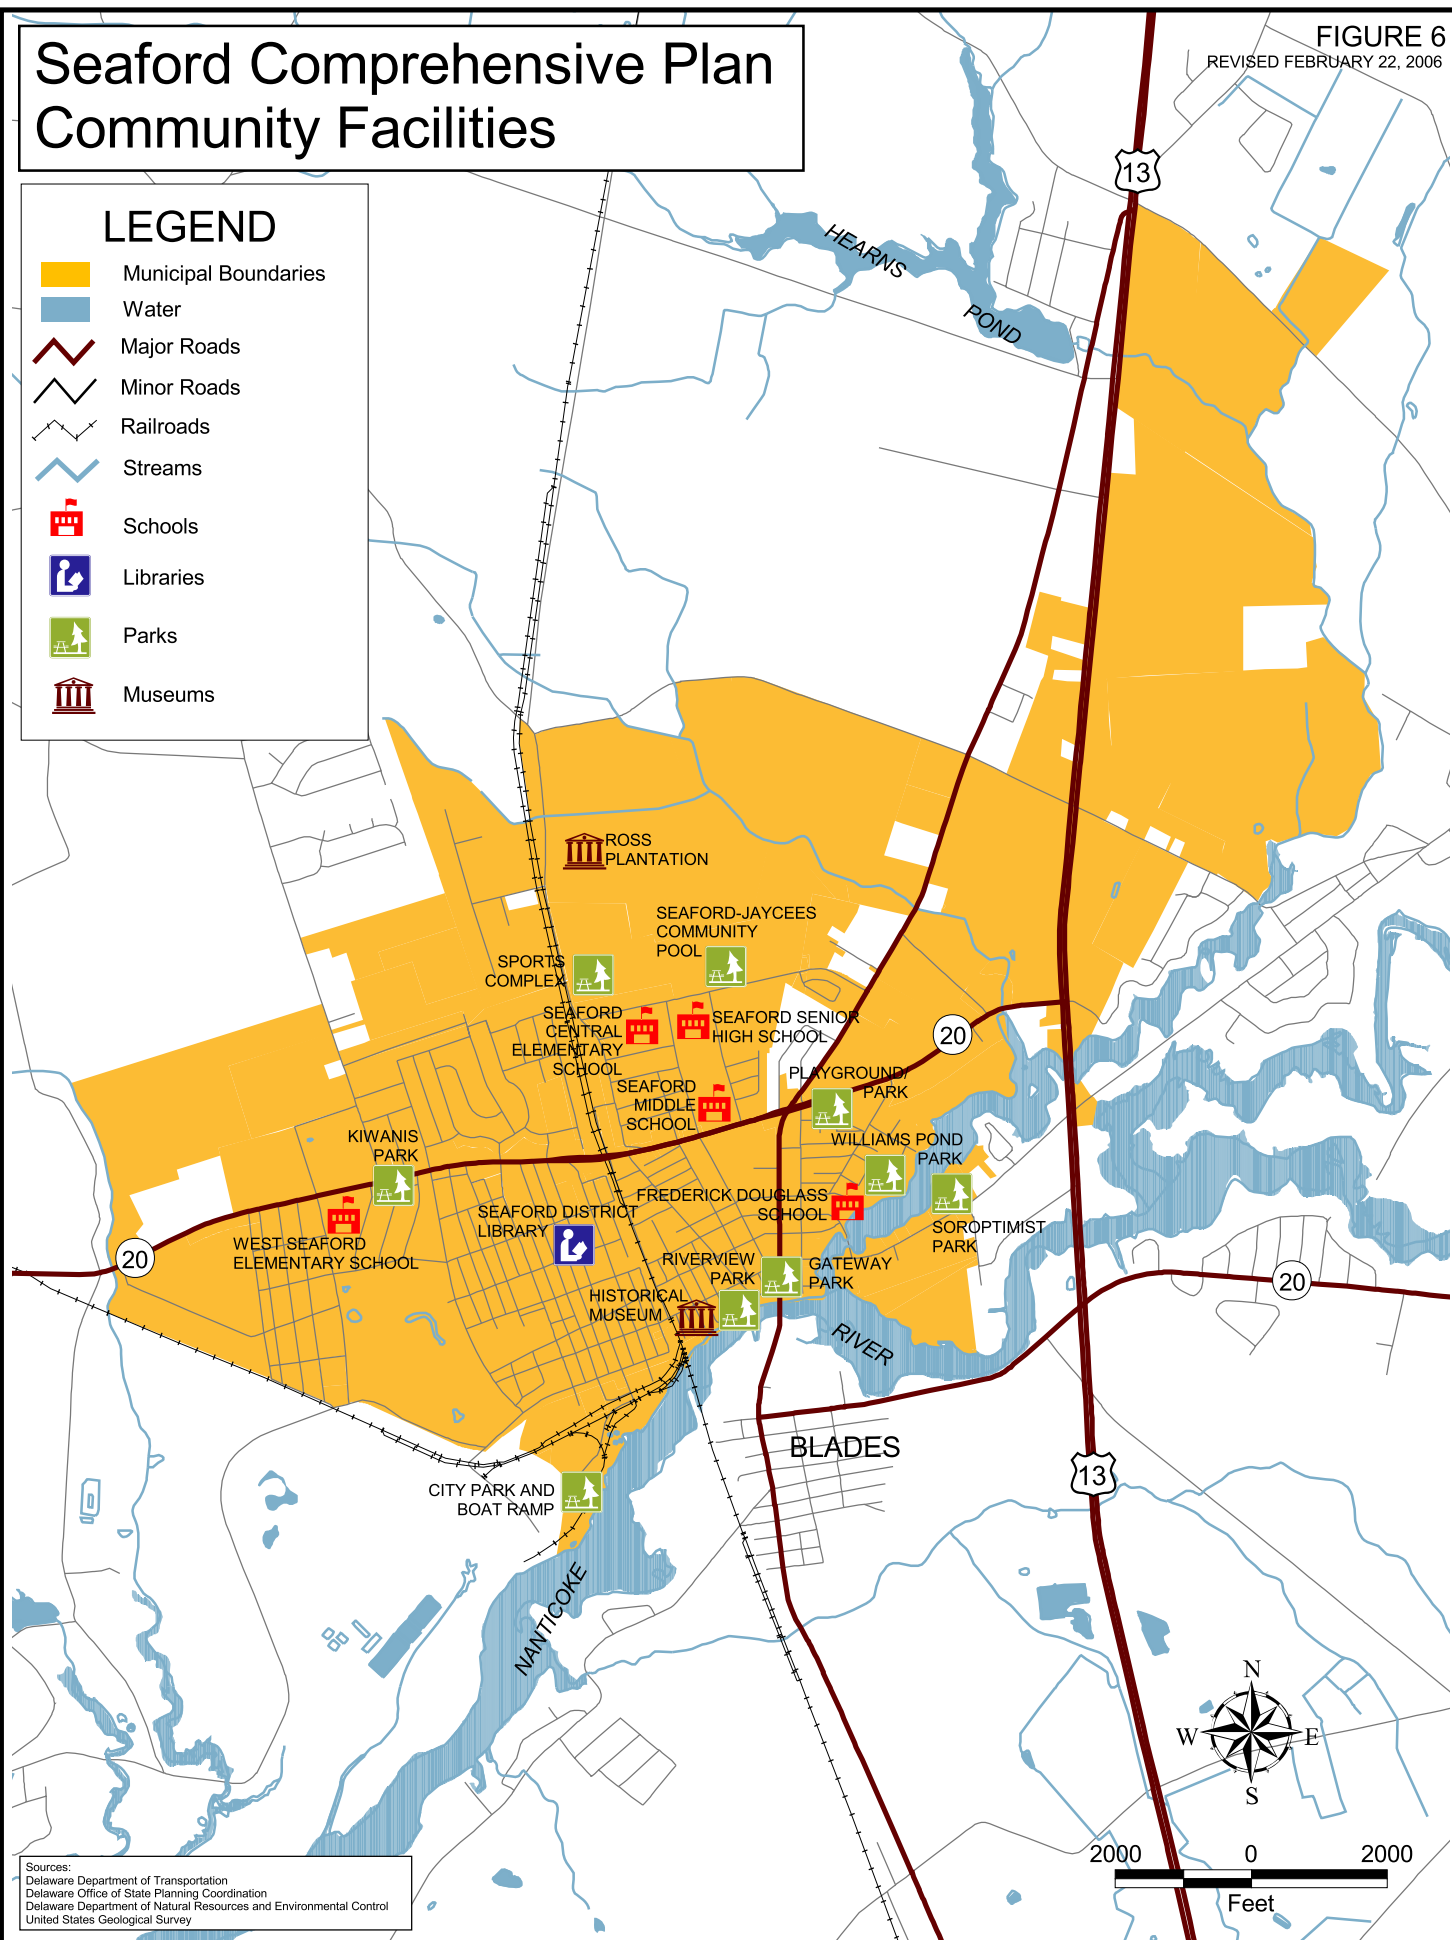 Seaford Comprehensive Plan
Community Facilities
FIGURE 6
REVISED FEBRUARY 22, 2006
LEGEND
Municipal Boundaries
Water
Major Roads
Minor Roads
Railroads
Streams
Schools
Libraries
Parks
Museums
13
HEARNS
POND
ROSS
PLANTATION
SEAFORD-JAYCEES
COMMUNITY
POOL
SPORTS
COMPLEX
SEAFORD
CENTRAL
ELEMENTARY
SCHOOL
SEAFORD SENIOR
HIGH SCHOOL
20
PLAYGROUND/
PARK
SEAFORD
MIDDLE
SCHOOL
KIWANIS
PARK
WILLIAMS POND
PARK
FREDERICK DOUGLASS
SCHOOL
SEAFORD DISTRICT
LIBRARY
SOROPTIMIST
PARK
WEST SEAFORD
ELEMENTARY SCHOOL
20
RIVERVIEW
PARK
GATEWAY
PARK
20
HISTORICAL
MUSEUM
RIVER
BLADES
13
CITY PARK AND
BOAT RAMP
NANTICOKE
N
W
E
S
2000
0
2000
Feet
Sources:
Delaware Department of Transportation
Delaware Office of State Planning Coordination
Delaware Department of Natural Resources and Environmental Control
United States Geological Survey